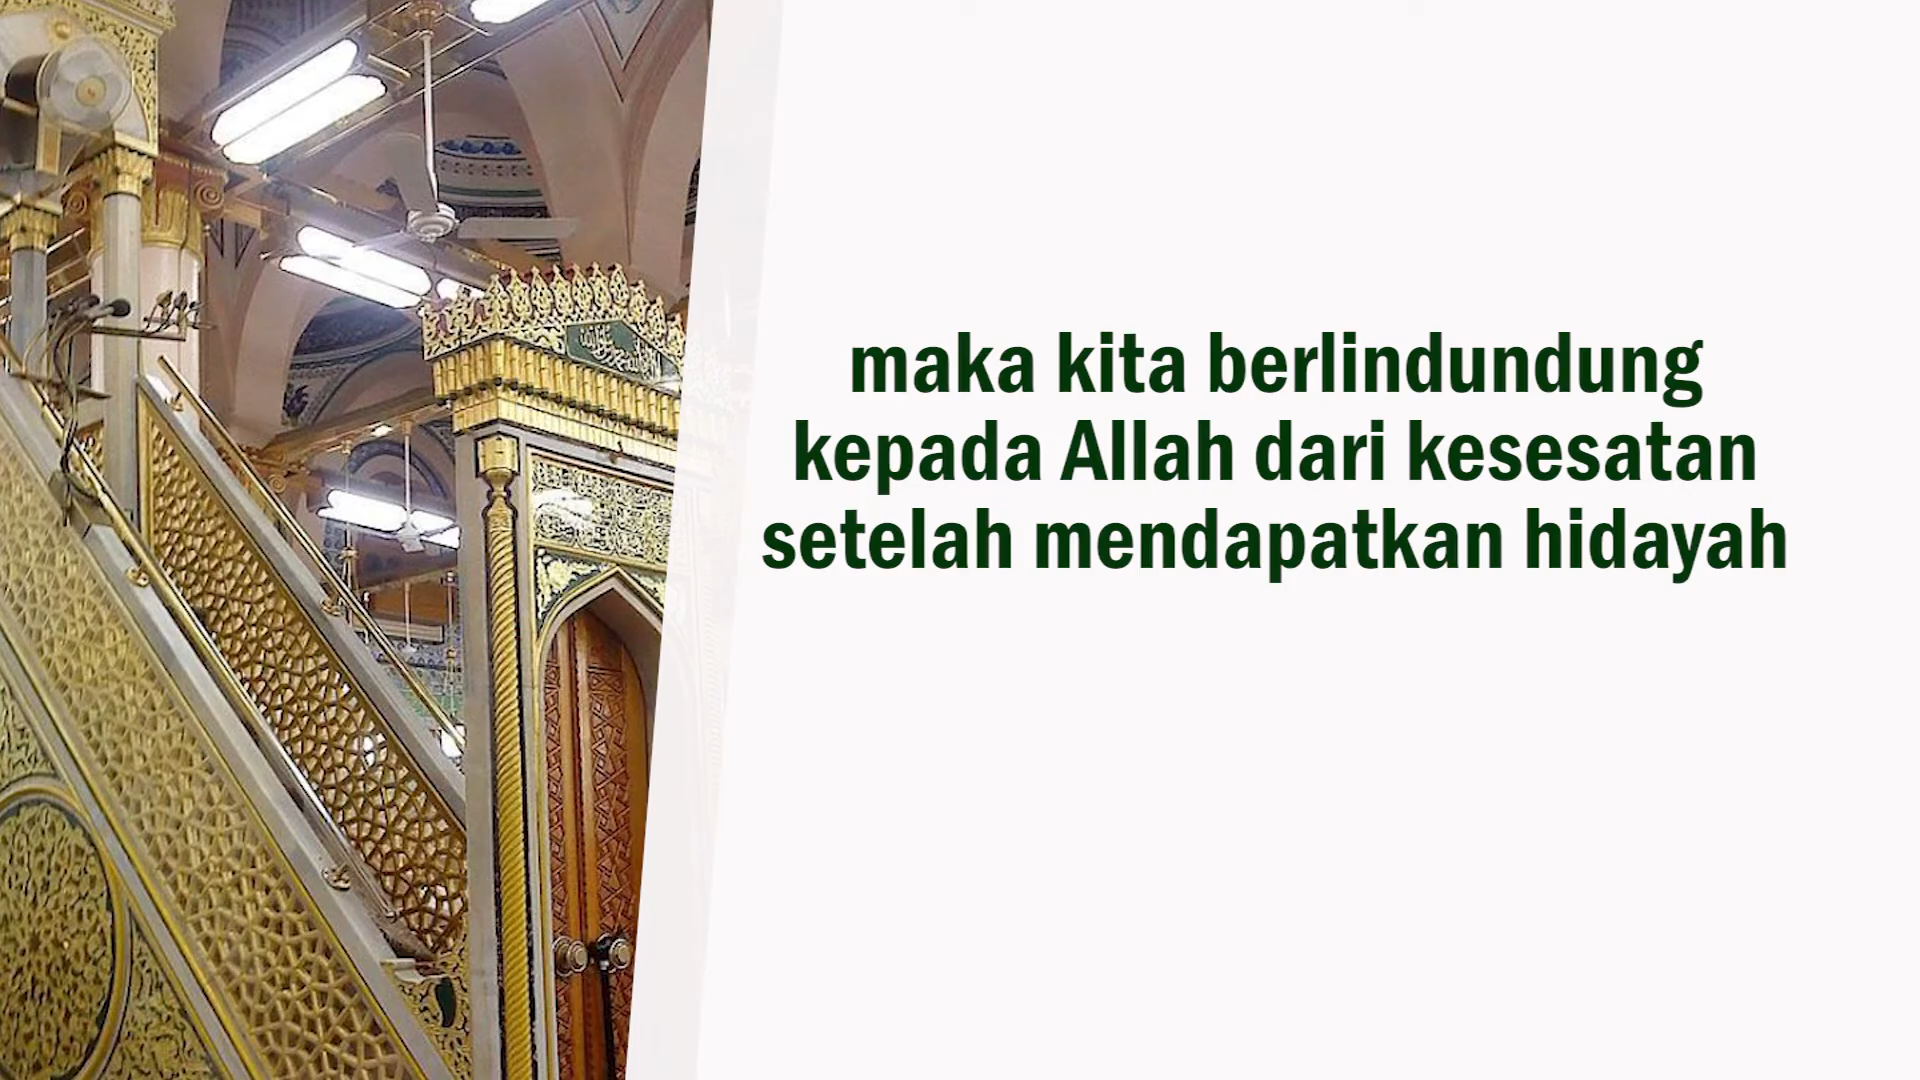 maka kita berlindundung
kepada Allah dari kesesatan
setelah mendapatkan hidayah